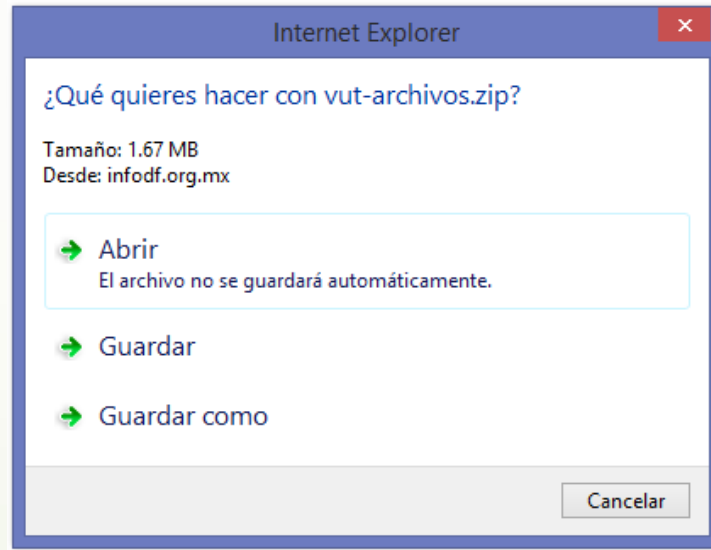 Internet Explorer
¿Qué quieres hacer con vut-archivos.zip?
Tamaño: 1.67 MB
Desde: infodf.org.mx
Abrir
El archivo no se guardará automáticamente.
Guardar
Guardar como
Cancelar